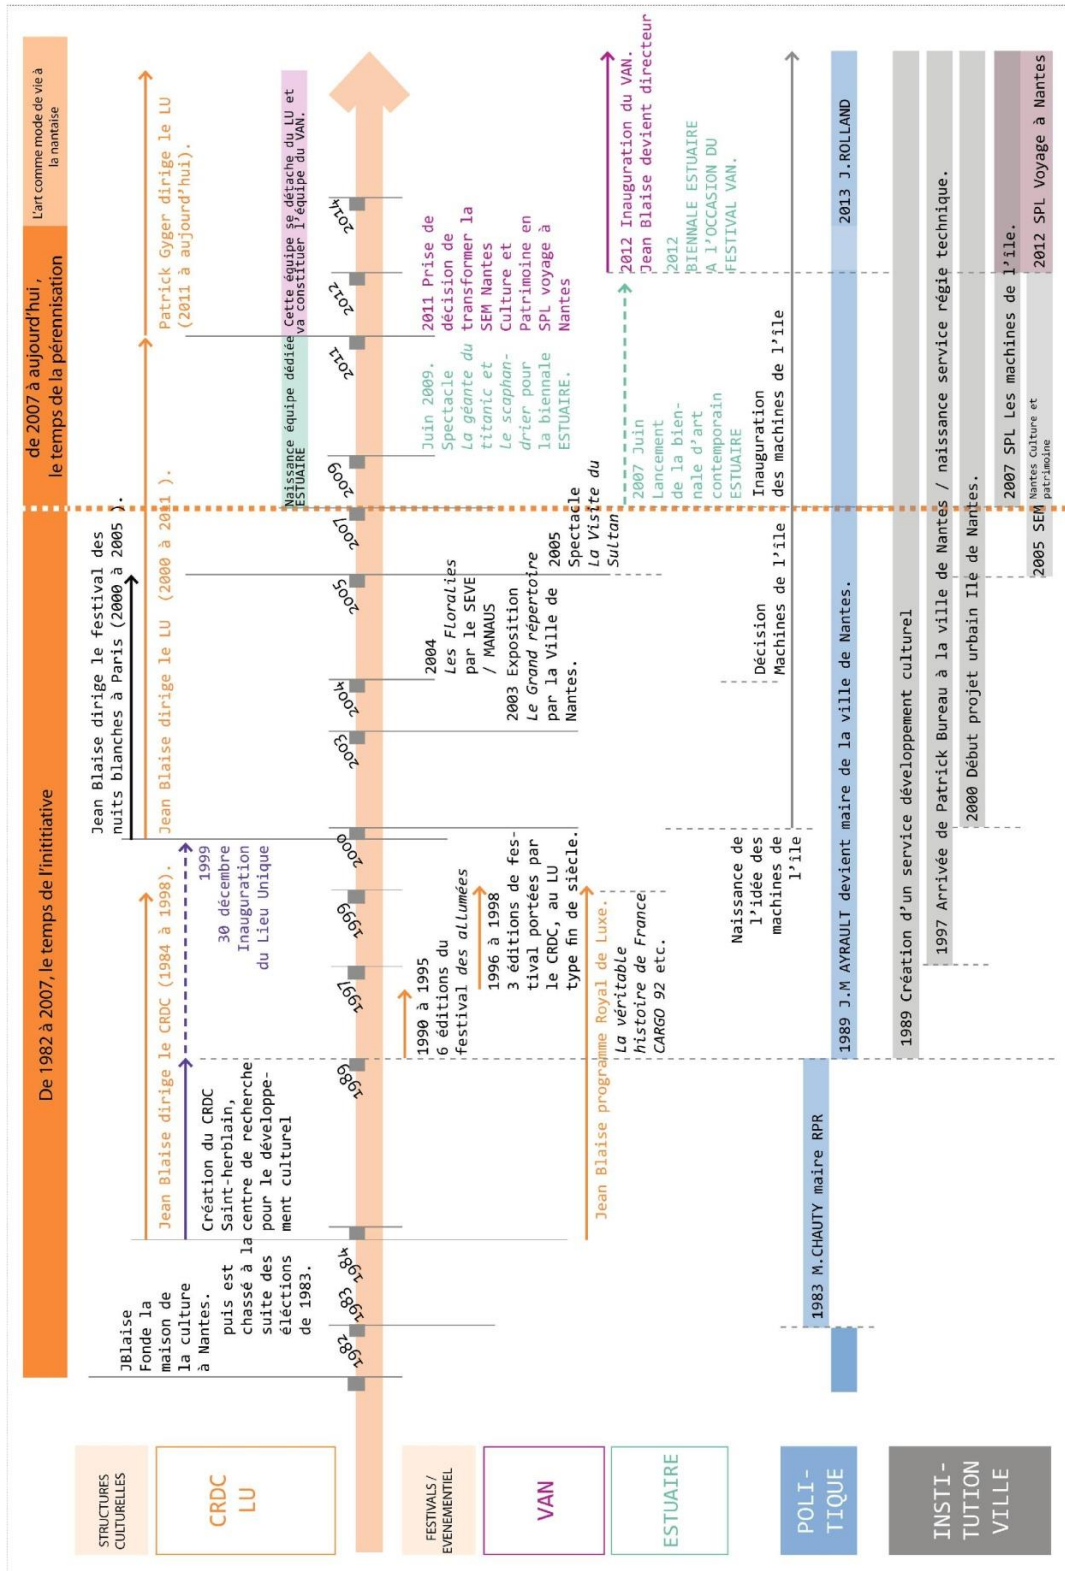 De 1982 à 2007, le temps de l'inititiative
de 2007 à aujourd'hui ,
le temps de la pérennisation
L'art comme mode de vie à
la nantaise
STRUCTURES
CULTURELLES
CRDC
LU
JBlaise
Fonde la
maison de
la culture
à Nantes.
puis est
chassé à la
suite des
éléctions
de 1983.
Jean Blaise dirige le CRDC (1984 à 1998).
Création du CRDC
Saint-herblain,
centre de recherche
pour le développe-
ment culturel
1999
30 décembre
Inauguration
du Lieu Unique
Jean Blaise dirige le festival des
nuits blanches à Paris (2000 à 2005 ).
Jean Blaise dirige le LU (2000 à 2011 ).
Patrick Gyger dirige le LU
(2011 à aujourd'hui).
Naissance équipe dédiée
ESTUAIRE
Cette équipe se détache du LU et
va constituer l'équipe du VAN.
1982
1983
1984
1989
1997
1999
2000
2003
2004
2005
2007
2009
2011
2012
2014
FESTIVALS /
EVENEMENTIEL
VAN
ESTUAIRE
1990 à 1995
6 éditions du
festival des allumées
1996 à 1998
3 éditions de fes-
tival portées par
le CRDC, au LU
type fin de siècle.
Jean Blaise programme Royal de Luxe.
La véritable
histoire de France
CARGO 92 etc.
2004
Les Floralies
par le SEVE
/ MANAUS
2003 Exposition
Le Grand répertoire
par la Ville de
Nantes.
2005
Spectacle
La Visite du
Sultan
Juin 2009.
Spectacle
La géante du
titanic et
Le scaphan-
drier pour
la biennale
ESTUAIRE.
2011 Prise de
décision de
transformer la
SEM Nantes
Culture et
Patrimoine en
SPL voyage à
Nantes
2007 Juin
Lancement
de la bien-
nale d'art
contemporain
ESTUAIRE
2012 Inauguration du VAN.
Jean Blaise devient directeur
2012
BIENNALE ESTUAIRE
A l'OCCASION DU
FESTIVAL VAN.
Naissance de
l'idée des
machines de
l'île
Décision
Machines de l'île
Inauguration
des machines de l'île
POLI-
TIQUE
1983 M.CHAUTY maire RPR
1989 J.M AYRAULT devient maire de la ville de Nantes.
2013 J.ROLLAND
INSTI-
TUTION
VILLE
1989 Création d'un service développement culturel
1997 Arrivée de Patrick Bureau à la ville de Nantes / naissance service régie technique.
2000 Début projet urbain Ile de Nantes.
2007 SPL Les machines de l'île.
2005 SEM Nantes Culture et
patrimoine
2012 SPL Voyage à Nantes